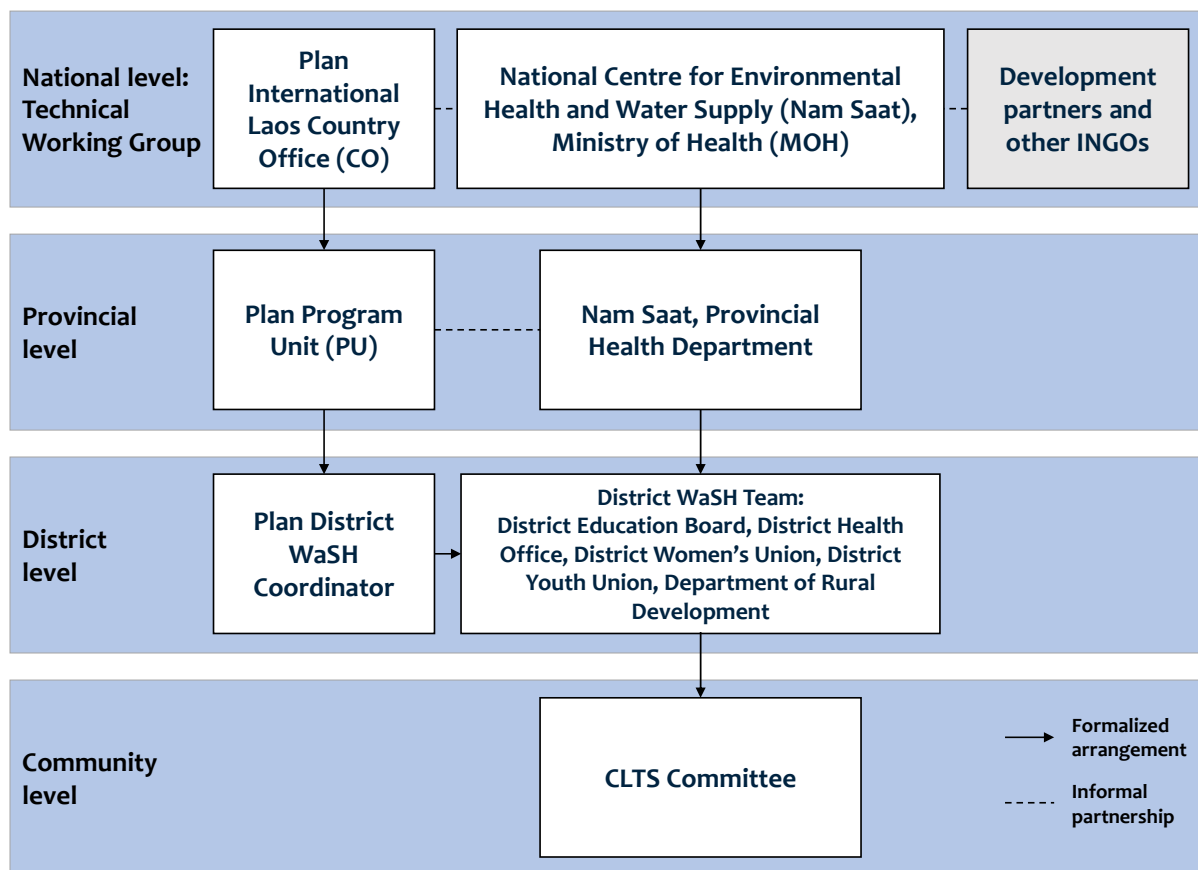 National level:
Technical
Working Group
Plan
International
Laos Country
Office (CO)
National Centre for Environmental
Health and Water Supply (Nam Saat),
Ministry of Health (MOH)
Development
partners and
other INGOs
Provincial
level
Plan Program
Unit (PU)
Nam Saat, Provincial
Health Department
District
level
Plan District
WaSH
Coordinator
District WaSH Team:
District Education Board, District Health
Office, District Women’s Union, District
Youth Union, Department of Rural
Development
Community
level
CLTS Committee
Formalized
arrangement
Informal
partnership